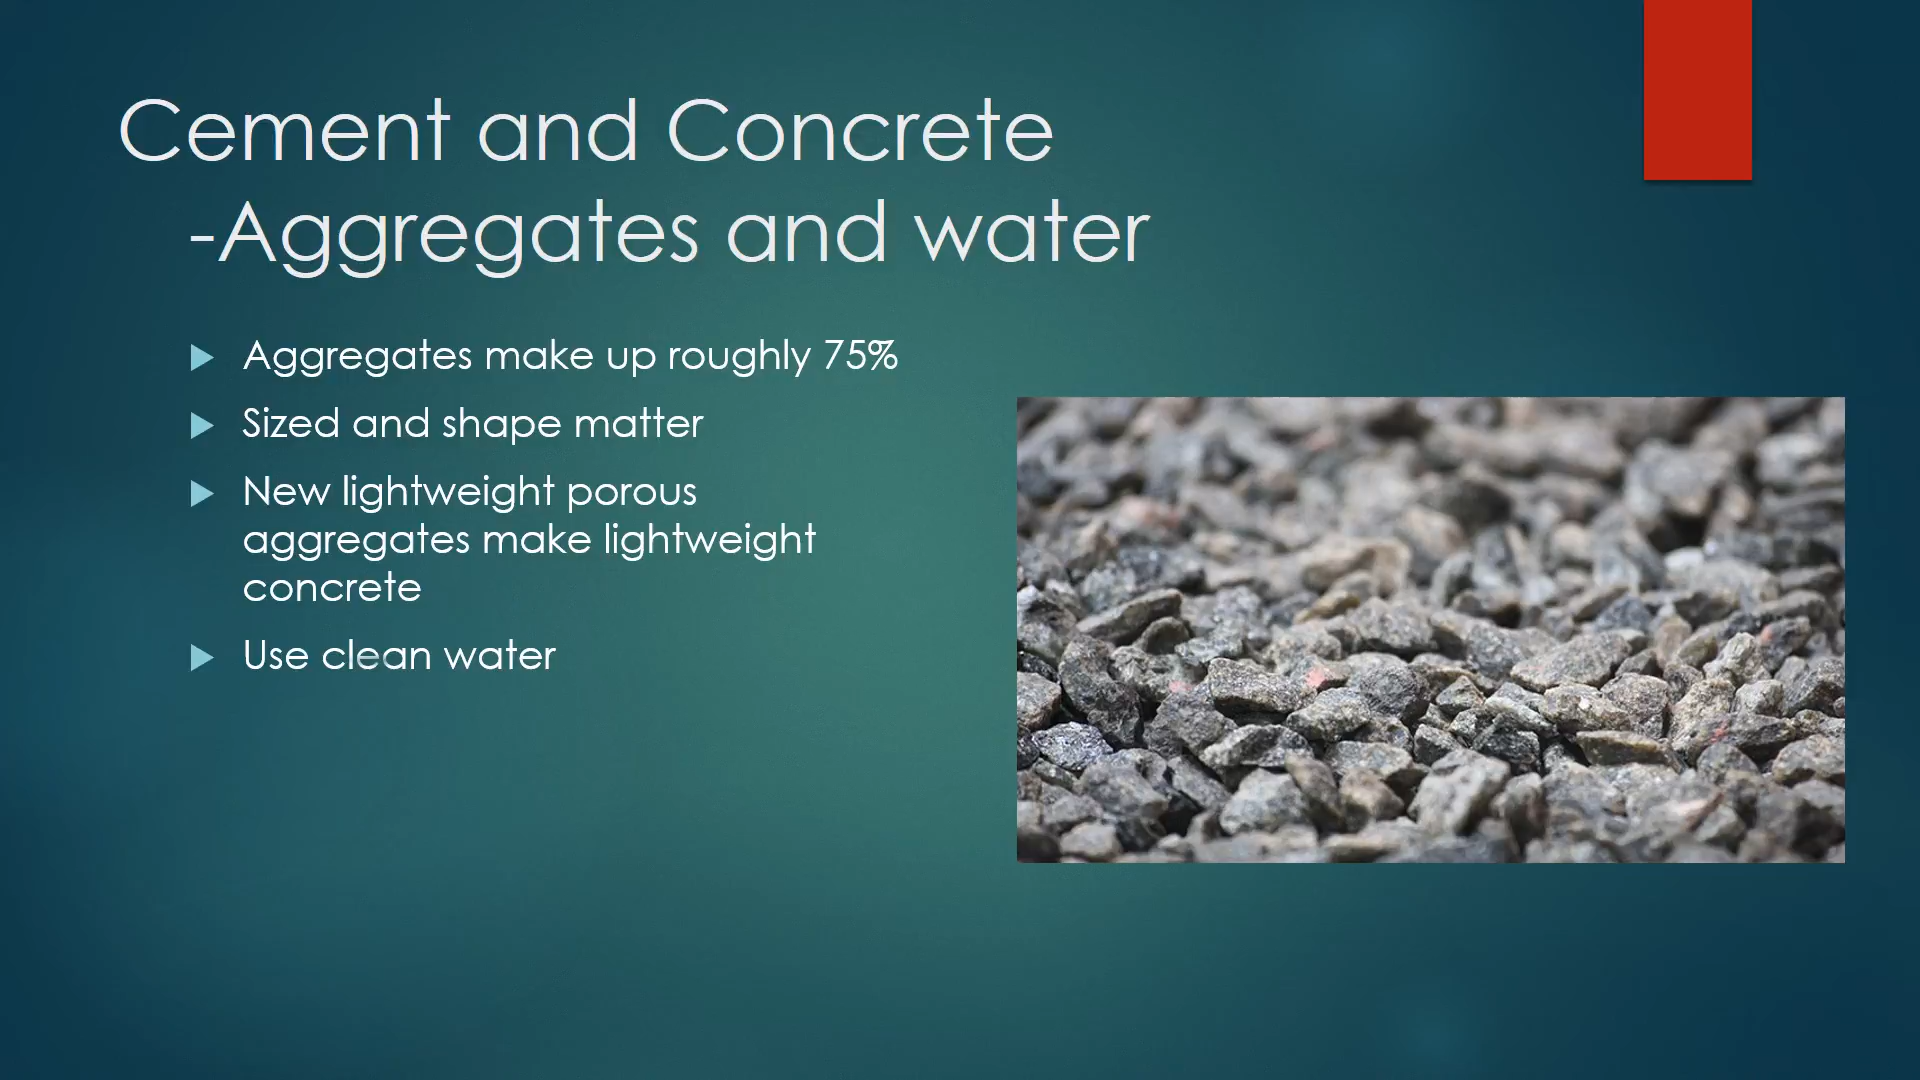 Cement and Concrete
-Aggregates and water
Aggregates make up roughly 75%
Sized and shape matter
New lightweight porous
aggregates make lightweight
concrete
Use clean water